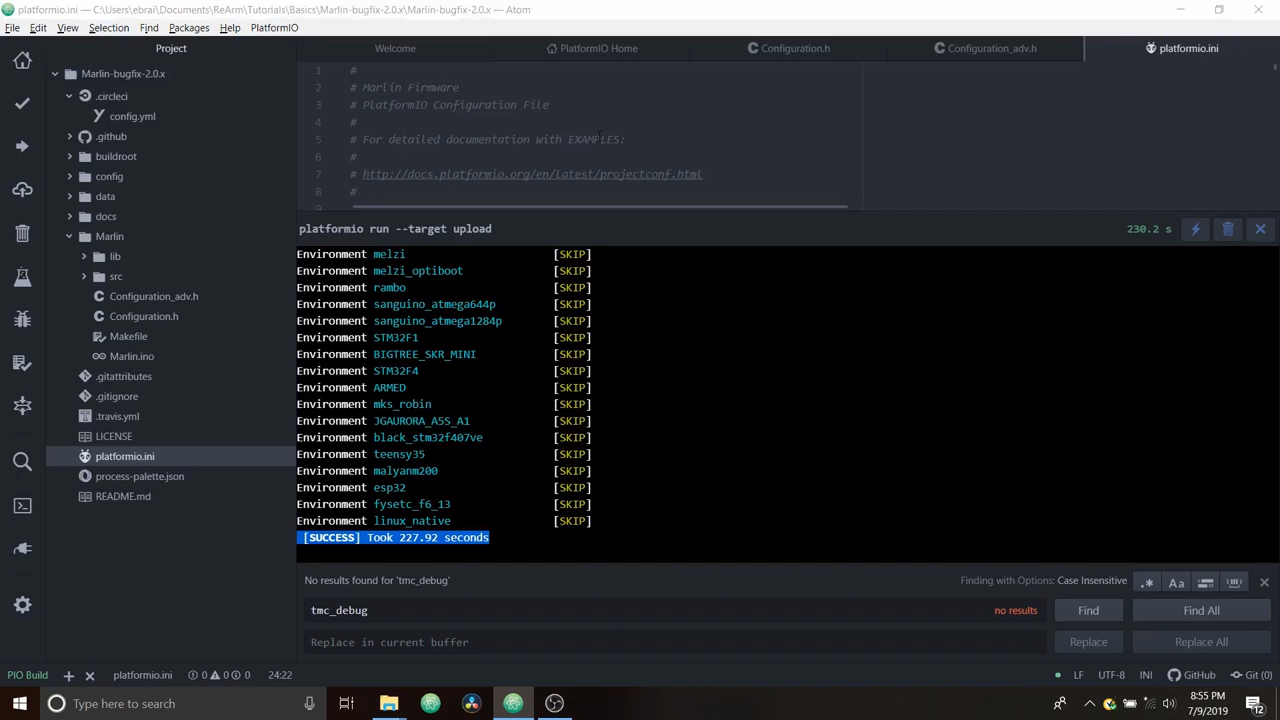 platformio.ini — C:\Users\ebrai\Documents\ReArm\Tutorials\Basics\Marlin-bugfix-2.0.x\Marlin-bugfix-2.0.x — Atom
File Edit View Selection Find Packages Help PlatformIO
Project
Welcome
PlatformIO Home
Configuration.h
Configuration_adv.h
platformio.ini
Marlin-bugfix-2.0.x
.circleci
config.yml
.github
buildroot
config
data
docs
Marlin
lib
src
Configuration_adv.h
Configuration.h
Makefile
Marlin.ino
.gitattributes
.gitignore
.travis.yml
LICENSE
platformio.ini
process-palette.json
README.md
1 #
2 # Marlin Firmware
3 # PlatformIO Configuration File
4 #
5 # For detailed documentation with EXAMPLES:
6 #
7 # http://docs.platformio.org/en/latest/projectconf.html
8 #
9
platformio run --target upload 230.2 s
Environment melzi [SKIP]
Environment melzi_optiboot [SKIP]
Environment rambo [SKIP]
Environment sanguino_atmega644p [SKIP]
Environment sanguino_atmega1284p [SKIP]
Environment STM32F1 [SKIP]
Environment BIGTREE_SKR_MINI [SKIP]
Environment STM32F4 [SKIP]
Environment ARMED [SKIP]
Environment mks_robin [SKIP]
Environment JGAURORA_A5S_A1 [SKIP]
Environment black_stm32f407ve [SKIP]
Environment teensy35 [SKIP]
Environment malyanm200 [SKIP]
Environment esp32 [SKIP]
Environment fysetc_f6_13 [SKIP]
Environment linux_native [SKIP]
[SUCCESS] Took 227.92 seconds
No results found for 'tmc_debug' Finding with Options: Case Insensitive .* Aa
tmc_debug no results Find Find All
Replace in current buffer Replace Replace All
PIO Build platformio.ini 0 0 0 24:22 LF UTF-8 INI GitHub Git (0)
Type here to search
8:55 PM
7/9/2019
12